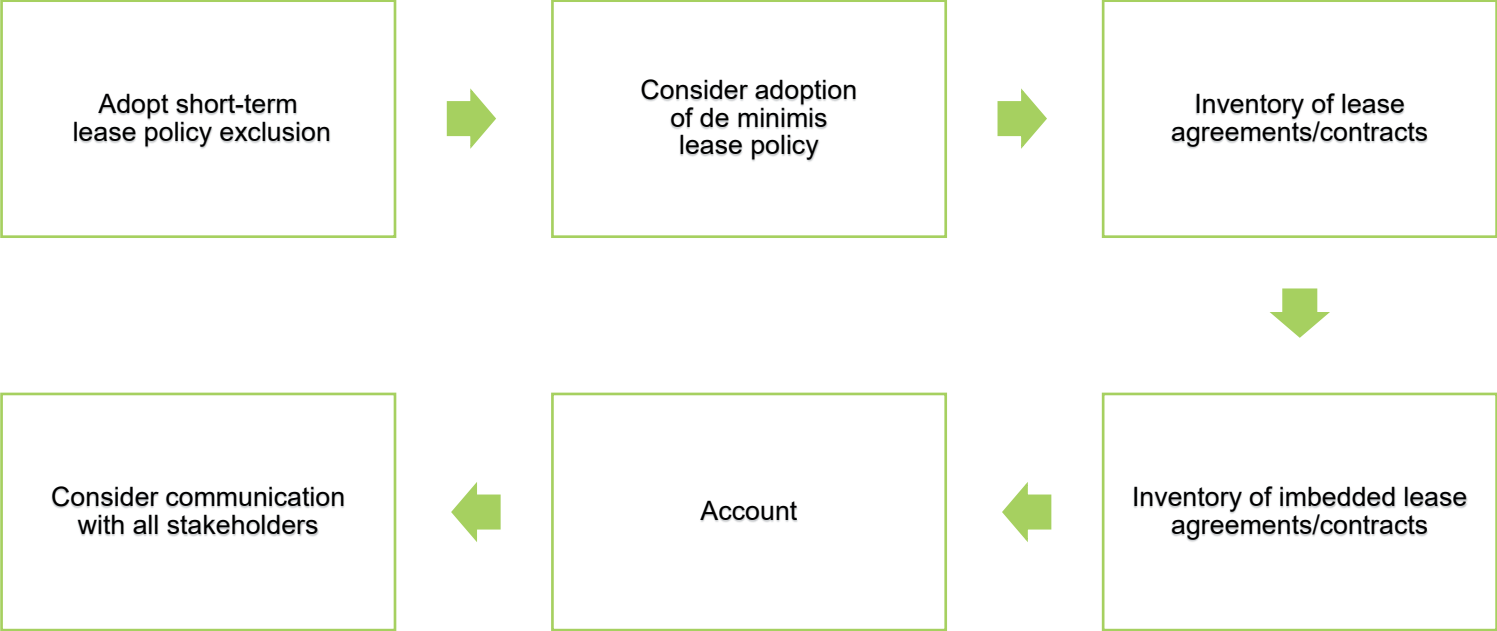 Adopt short-term
lease policy exclusion
Consider adoption
of de minimis
lease policy
Inventory of lease
agreements/contracts
Inventory of imbedded lease
agreements/contracts
Account
Consider communication
with all stakeholders